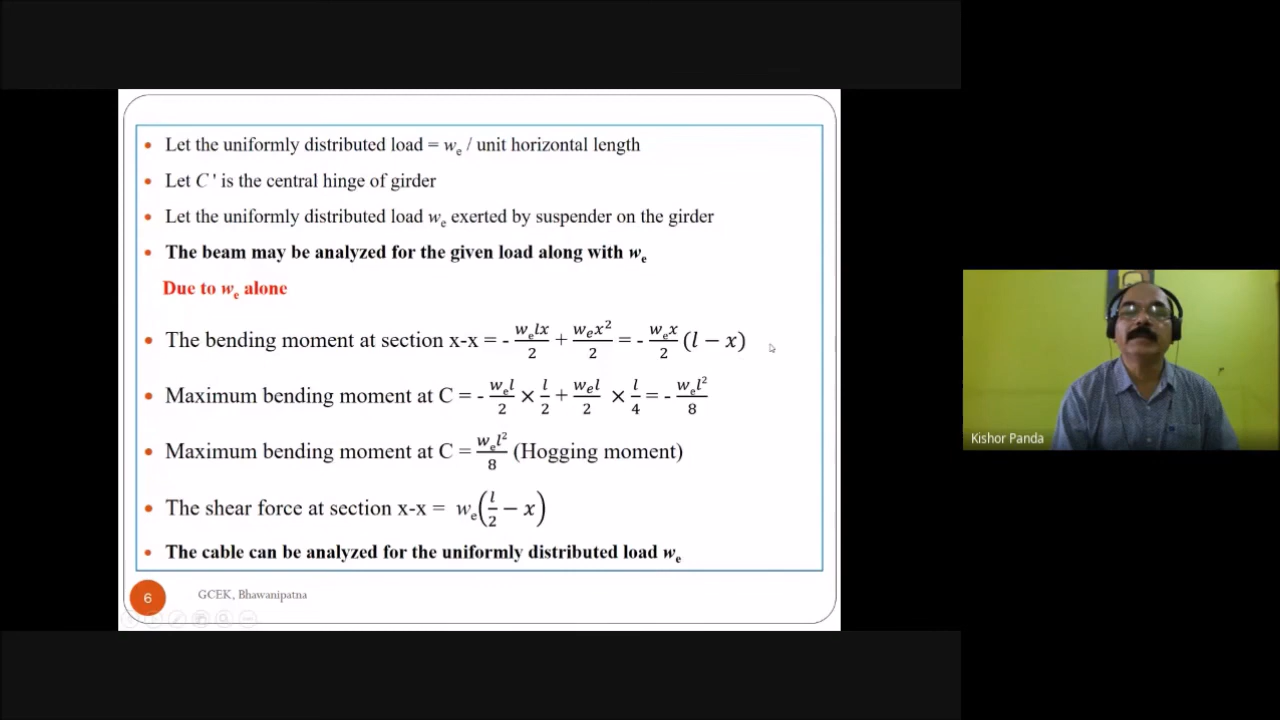 • Let the uniformly distributed load = wₑ / unit horizontal length
• Let C ' is the central hinge of girder
• Let the uniformly distributed load wₑ exerted by suspender on the girder
• The beam may be analyzed for the given load along with wₑ
Due to wₑ alone
• The bending moment at section x-x = - wₑlx/2 + wₑx²/2 = - wₑx/2 (l − x)
• Maximum bending moment at C = - wₑl/2 × l/2 + wₑl/2 × l/4 = - wₑl²/8
• Maximum bending moment at C = wₑl²/8 (Hogging moment)
• The shear force at section x-x = wₑ(l/2 − x)
• The cable can be analyzed for the uniformly distributed load wₑ
6 GCEK, Bhawanipatna
Kishor Panda